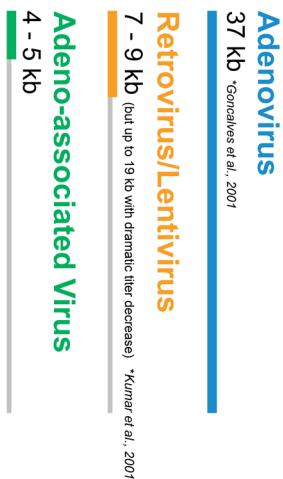 Adenovirus
37 kb *Goncalves et al., 2001
Retrovirus/Lentivirus
7 - 9 kb (but up to 19 kb with dramatic titer decrease) *Kumar et al., 2001
Adeno-associated Virus
4 - 5 kb